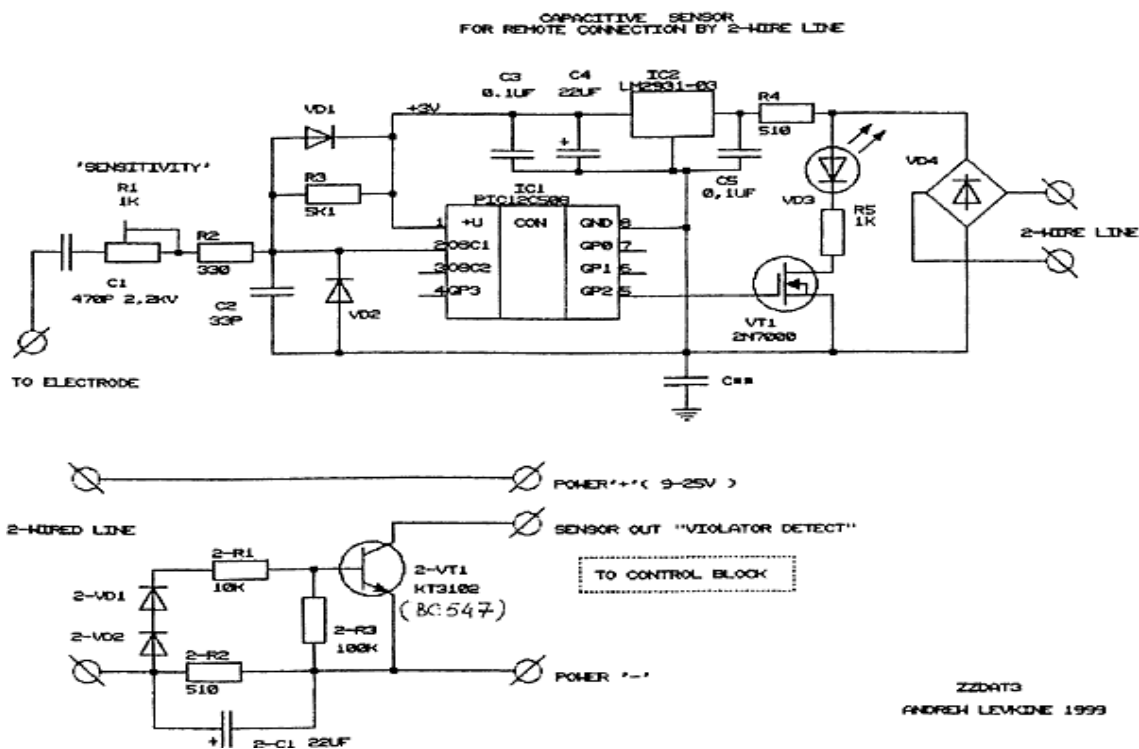 CAPACITIVE SENSOR
FOR REMOTE CONNECTION BY 2-WIRE LINE
C3
0.1UF
C4
22UF
IC2
LM2931-03
R4
510
VD1
+3V
"SENSITIVITY"
R1
1K
R3
5K1
IC1
PIC12C508
C5
0,1UF
VD3
VD4
R5
1K
2-WIRE LINE
R2
330
1 +U CON GND 8
2 OSC1 GP0 7
3 OSC2 GP1 6
4 GP3 GP2 5
C1
470P 2,2KV
C2
33P
VD2
VT1
2N7000
TO ELECTRODE
C**
POWER'+'( 9-25V )
2-WIRED LINE
SENSOR OUT "VIOLATOR DETECT"
2-R1
10K
2-VT1
KT3102
(BC547)
TO CONTROL BLOCK
2-VD1
2-VD2
2-R3
100K
2-R2
510
POWER '-'
+
2-C1 22UF
ZZDAT3
ANDREW LEVKINE 1999